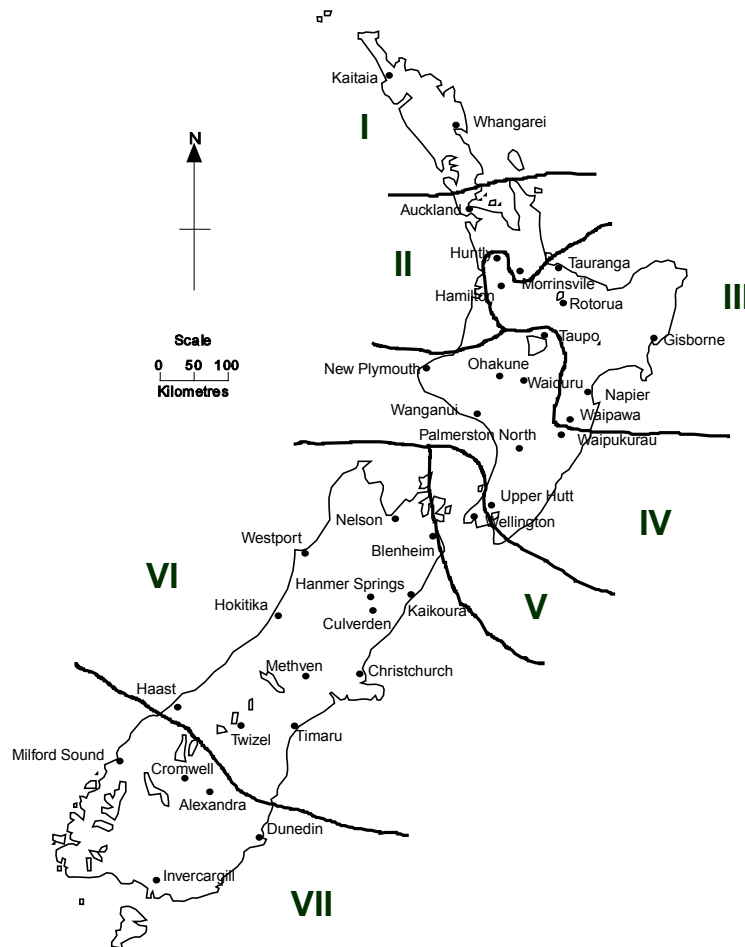 Kaitaia
I
Whangarei
N
Auckland
II
Huntly
Tauranga
Morrinsvile
Hamilton
III
Rotorua
Scale
Taupo
Gisborne
0 50 100
Kilometres
New Plymouth
Ohakune
Waiouru
Napier
Wanganui
Waipawa
Palmerston North
Waipukurau
Upper Hutt
IV
Nelson
Wellington
Westport
Blenheim
VI
Hanmer Springs
V
Hokitika
Kaikoura
Culverden
Methven
Christchurch
Haast
Twizel
Timaru
Milford Sound
Cromwell
Alexandra
Dunedin
Invercargill
VII